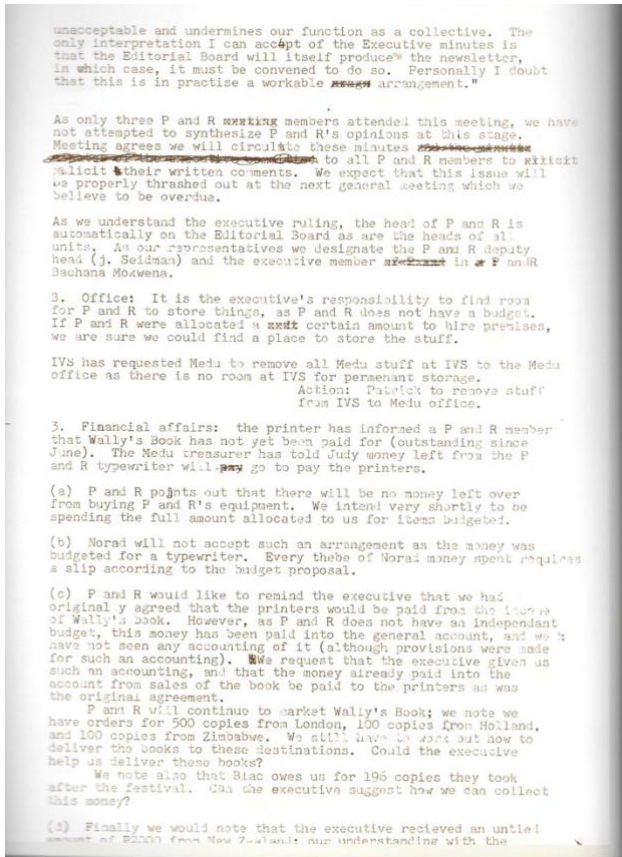 unacceptable and undermines our function as a collective. The
only interpretation I can accept of the Executive minutes is
that the Editorial Board will itself produce" the newsletter,
in which case, it must be convened to do so. Personally I doubt
that this is in practise a workable arrangement."
As only three P and R members attended this meeting, we have
not attempted to synthesize P and R's opinions at this stage.
Meeting agrees we will circulate these minutes
to all P and R members to
elicit their written comments. We expect that this issue will
be properly thrashed out at the next general meeting which we
believe to be overdue.
As we understand the executive ruling, the head of P and R is
automatically on the Editorial Board as are the heads of all
units. As our representatives we designate the P and R deputy
head (j. Seidman) and the executive member in P andR
Bachana Mokwena.
3. Office: It is the executive's responsibility to find room
for P and R to store things, as P and R does not have a budget.
If P and R were allocated a certain amount to hire premises,
we are sure we could find a place to store the stuff.
IVS has requested Medu to remove all Medu stuff at IVS to the Medu
office as there is no room at IVS for permenant storage.
Action: Patrick to remove stuff
from IVS to Medu office.
3. Financial affairs: the printer has informed a P and R member
that Wally's Book has not yet been paid for (outstanding since
June). The Medu treasurer has told Judy money left from the P
and R typewriter will go to pay the printers.
(a) P and R points out that there will be no money left over
from buying P and R's equipment. We intend very shortly to be
spending the full amount allocated to us for items budgeted.
(b) Norad will not accept such an arrangement as the money was
budgeted for a typewriter. Every thebe of Norad money spent requires
a slip according to the budget proposal.
(c) P and R would like to remind the executive that we had
original y agreed that the printers would be paid from the income
of Wally's book. However, as P and R does not have an independant
budget, this money has been paid into the general account, and we
have not seen any accounting of it (although provisions were made
for such an accounting). We request that the executive gives us
such an accounting, and that the money already paid into the
account from sales of the book be paid to the printers as was
the original agreement.
P and R will continue to market Wally's Book; we note we
have orders for 500 copies from London, 100 copies from Holland,
and 100 copies from Zimbabwe. We still have to work out how to
deliver the books to these destinations. Could the executive
help us deliver these books?
We note also that Blac owes us for 196 copies they took
after the festival. Can the executive suggest how we can collect
this money?
(d) Finally we would note that the executive recieved an untied
amount of P2000 from New Zealand; our understanding with the